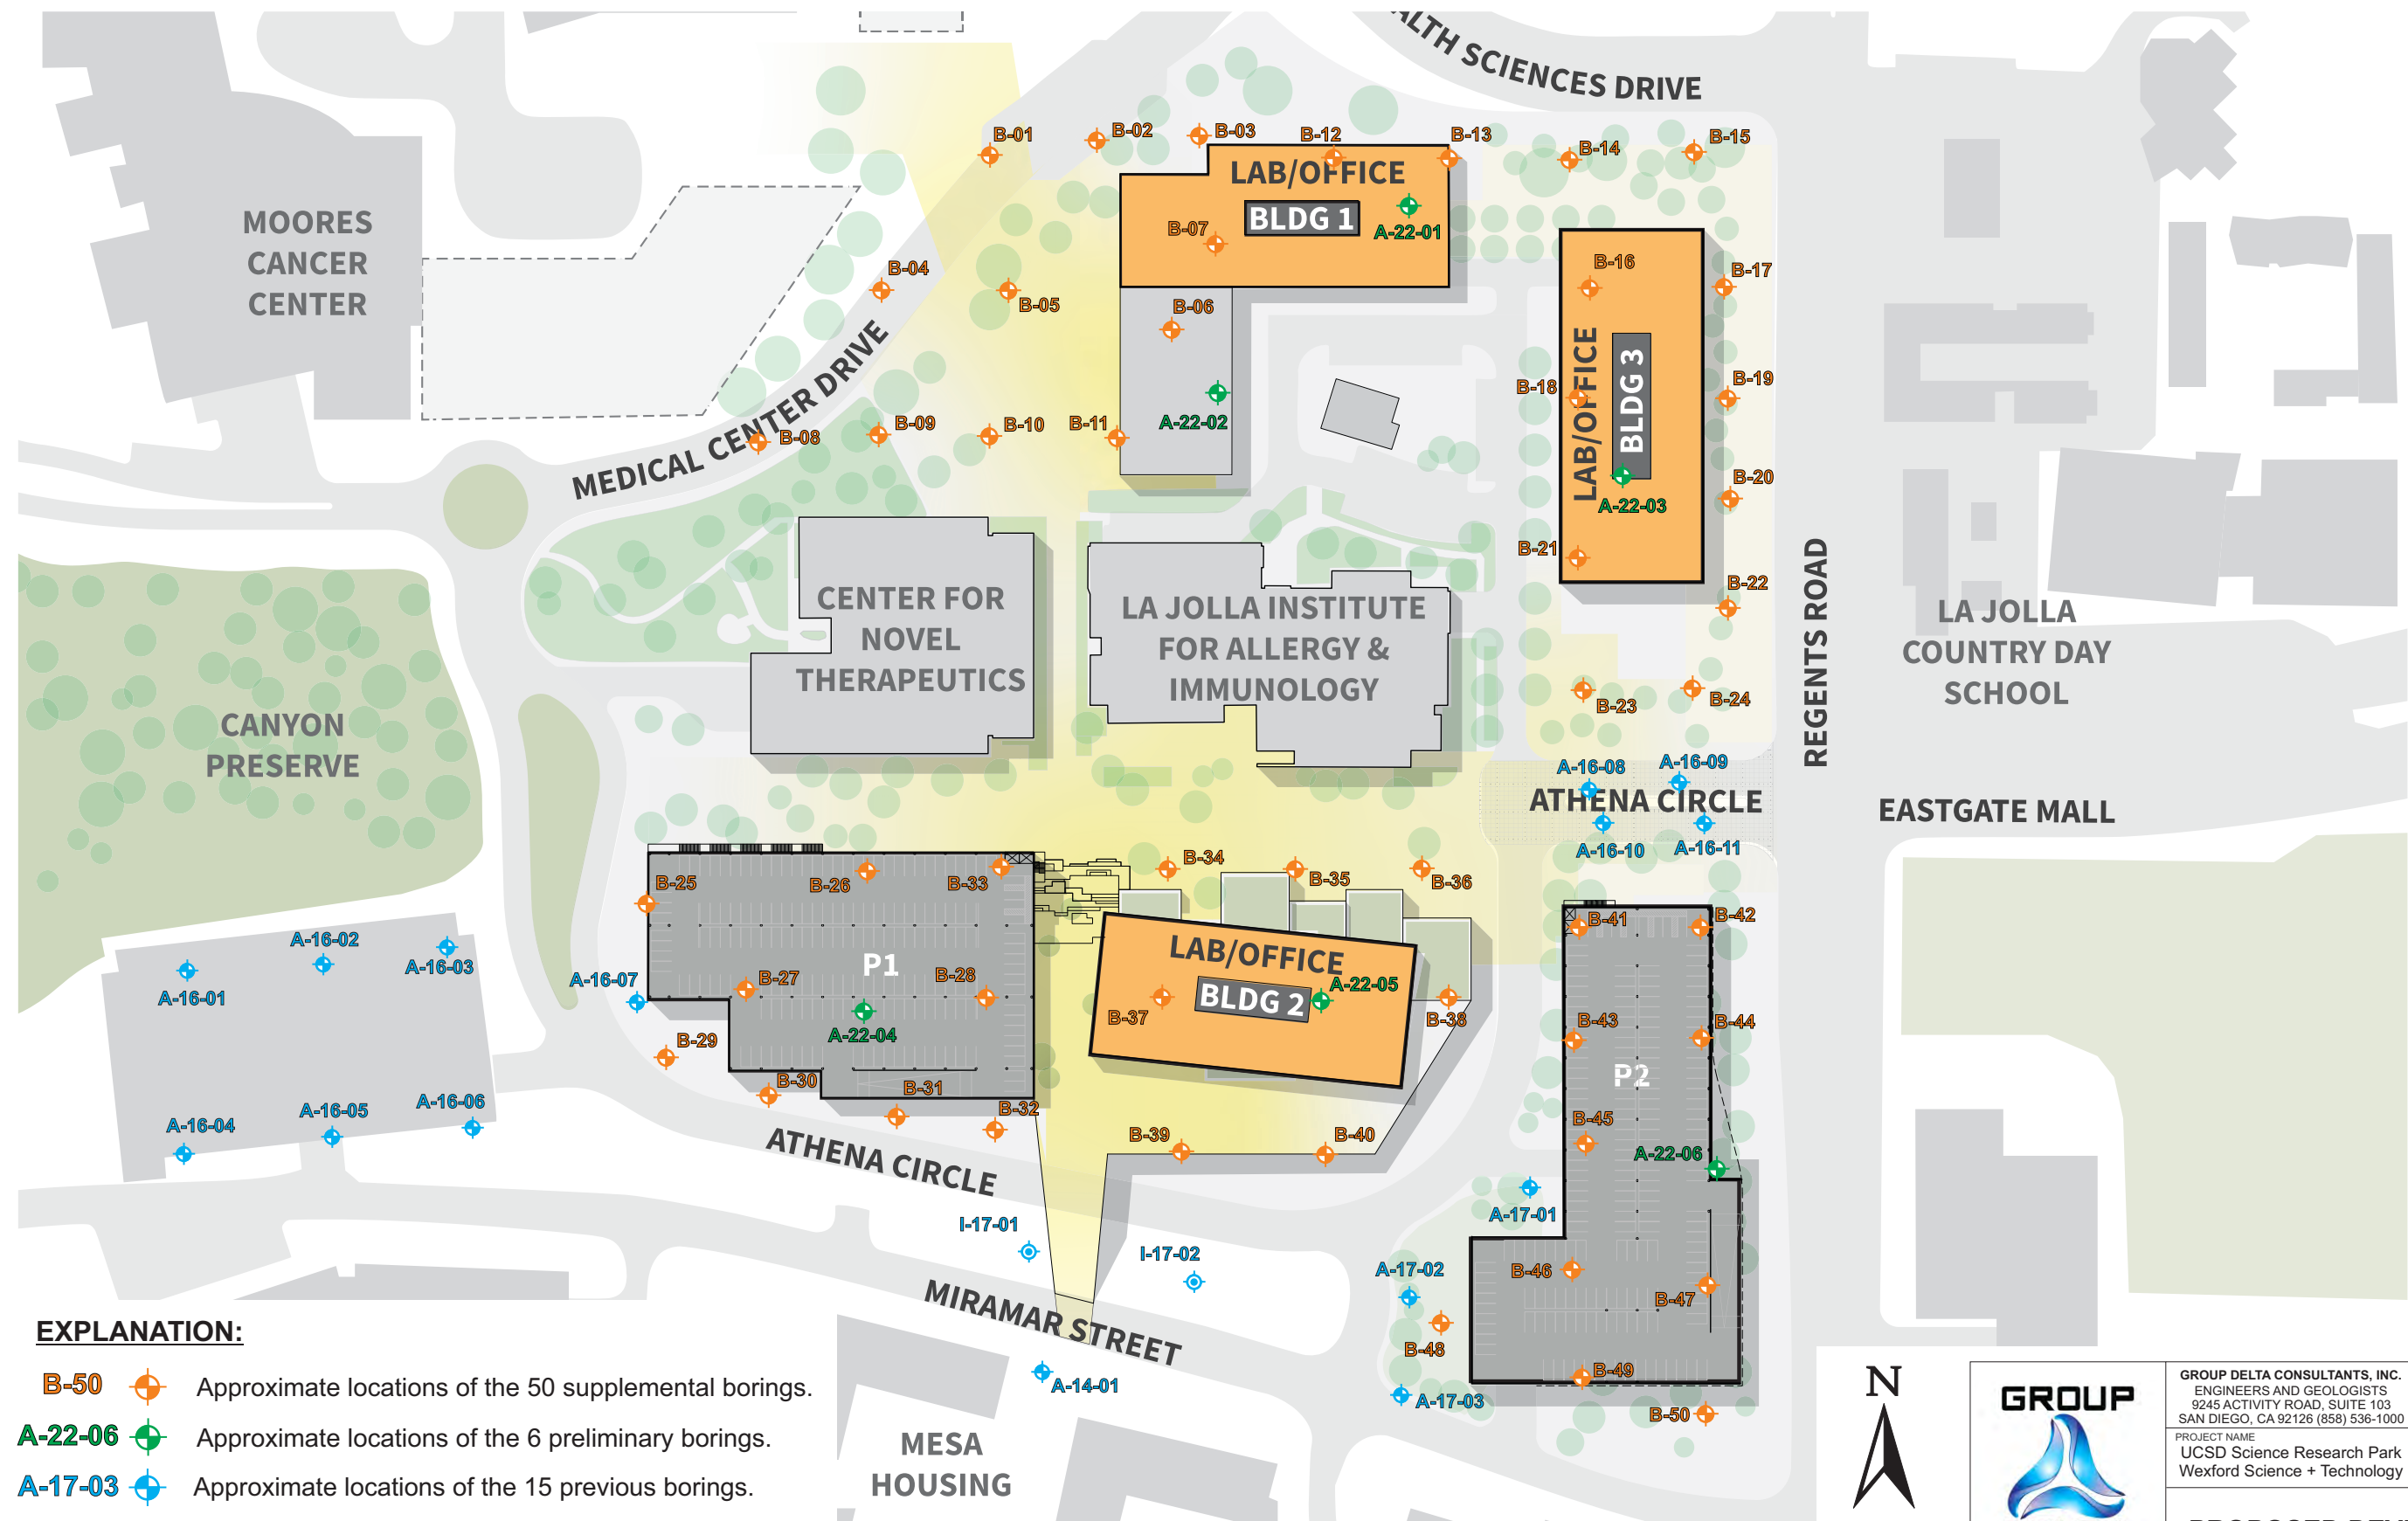 ALTH SCIENCES DRIVE
B-01
B-02
B-03
B-12
B-13
B-14
B-15
LAB/OFFICE
BLDG 1
B-07
A-22-01
MOORES
CANCER
CENTER
B-04
B-05
B-06
B-16
B-17
MEDICAL CENTER DRIVE
B-08
B-09
B-10
B-11
A-22-02
B-18
LAB/OFFICE
BLDG 3
B-19
A-22-03
B-20
B-21
B-22
CENTER FOR
NOVEL
THERAPEUTICS
LA JOLLA INSTITUTE
FOR ALLERGY &
IMMUNOLOGY
REGENTS ROAD
LA JOLLA
COUNTRY DAY
SCHOOL
B-23
B-24
CANYON
PRESERVE
A-16-08
A-16-09
ATHENA CIRCLE
A-16-10
A-16-11
EASTGATE MALL
B-25
B-26
B-33
B-34
B-35
B-36
B-41
B-42
A-16-01
A-16-02
A-16-03
A-16-07
B-27
P1
B-28
A-22-04
LAB/OFFICE
BLDG 2
A-22-05
B-37
B-38
B-43
B-44
P2
B-29
B-30
B-31
B-32
A-16-04
A-16-05
A-16-06
ATHENA CIRCLE
B-39
B-40
B-45
A-22-06
A-17-01
I-17-01
I-17-02
A-17-02
B-46
B-47
MIRAMAR STREET
B-48
B-49
A-14-01
A-17-03
B-50
MESA
HOUSING
EXPLANATION:
B-50 Approximate locations of the 50 supplemental borings.
A-22-06 Approximate locations of the 6 preliminary borings.
A-17-03 Approximate locations of the 15 previous borings.
N
GROUP
GROUP DELTA CONSULTANTS, INC.
ENGINEERS AND GEOLOGISTS
9245 ACTIVITY ROAD, SUITE 103
SAN DIEGO, CA 92126 (858) 536-1000
PROJECT NAME
UCSD Science Research Park
Wexford Science + Technology